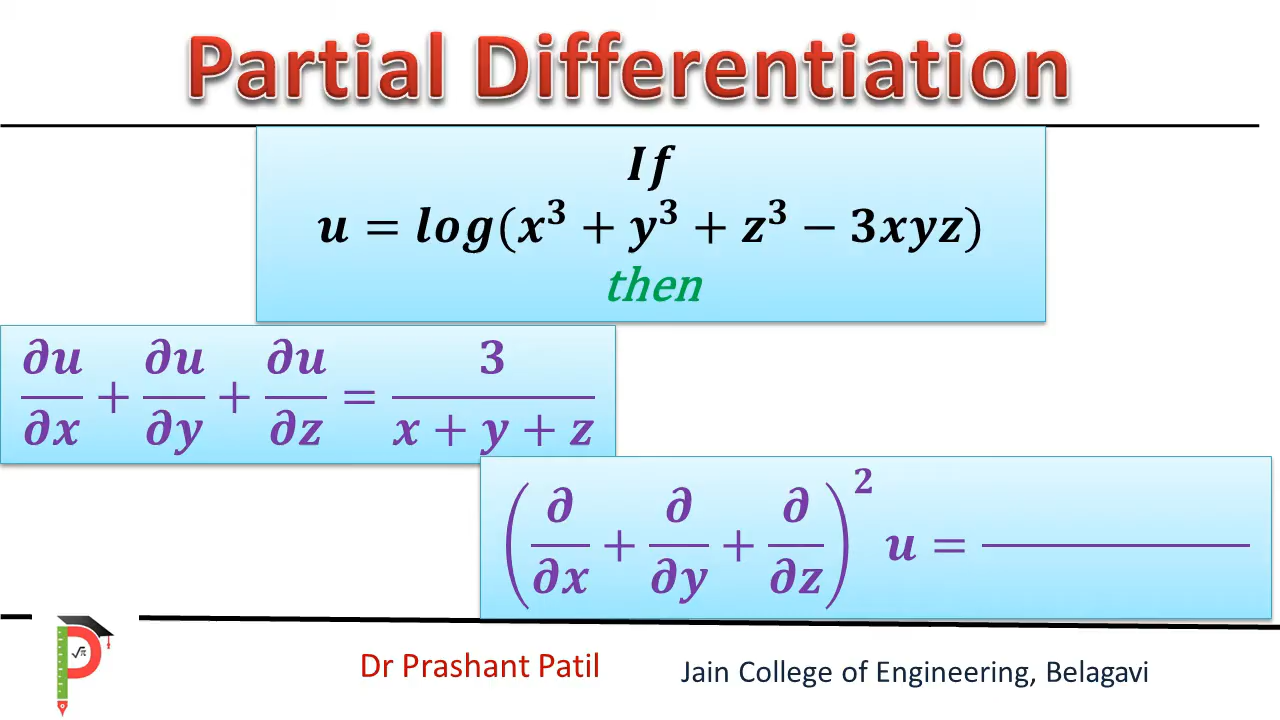 Partial Differentiation
If
u = log(x³ + y³ + z³ − 3xyz)
then
∂u/∂x + ∂u/∂y + ∂u/∂z = 3/(x + y + z)
(∂/∂x + ∂/∂y + ∂/∂z)² u = ________
√π
Dr Prashant Patil
Jain College of Engineering, Belagavi